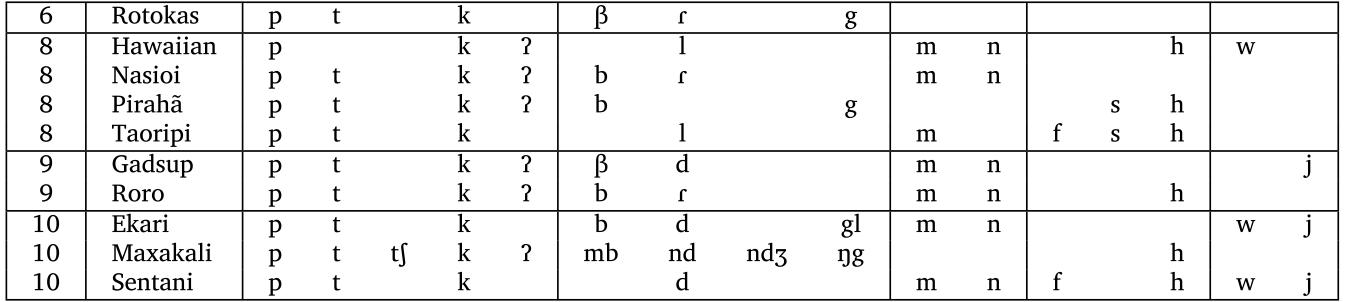 6 Rotokas p t k β ɾ g
8 Hawaiian p k ʔ l m n h w
8 Nasioi p t k ʔ b ɾ m n
8 Pirahã p t k ʔ b g s h
8 Taoripi p t k l m f s h
9 Gadsup p t k ʔ β d m n j
9 Roro p t k ʔ b ɾ m n h
10 Ekari p t k b d gl m n w j
10 Maxakali p t tʃ k ʔ mb nd ndʒ ŋg h
10 Sentani p t k d m n f h w j